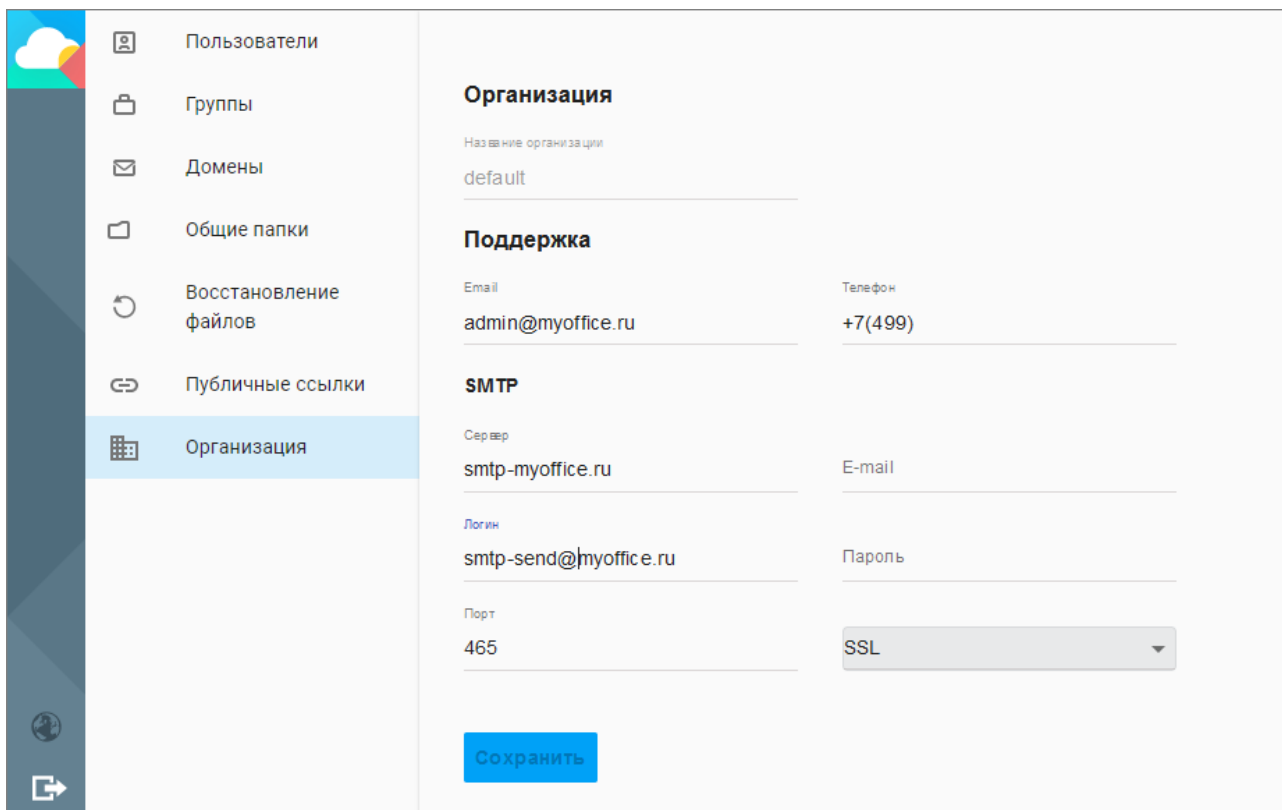 Пользователи
Группы
Домены
Общие папки
Восстановление
файлов
Публичные ссылки
Организация
Организация
Название организации
default
Поддержка
Email
Телефон
admin@myoffice.ru
+7(499)
SMTP
Сервер
smtp-myoffice.ru
E-mail
Логин
smtp-send@myoffice.ru
Пароль
Порт
465
SSL
Сохранить